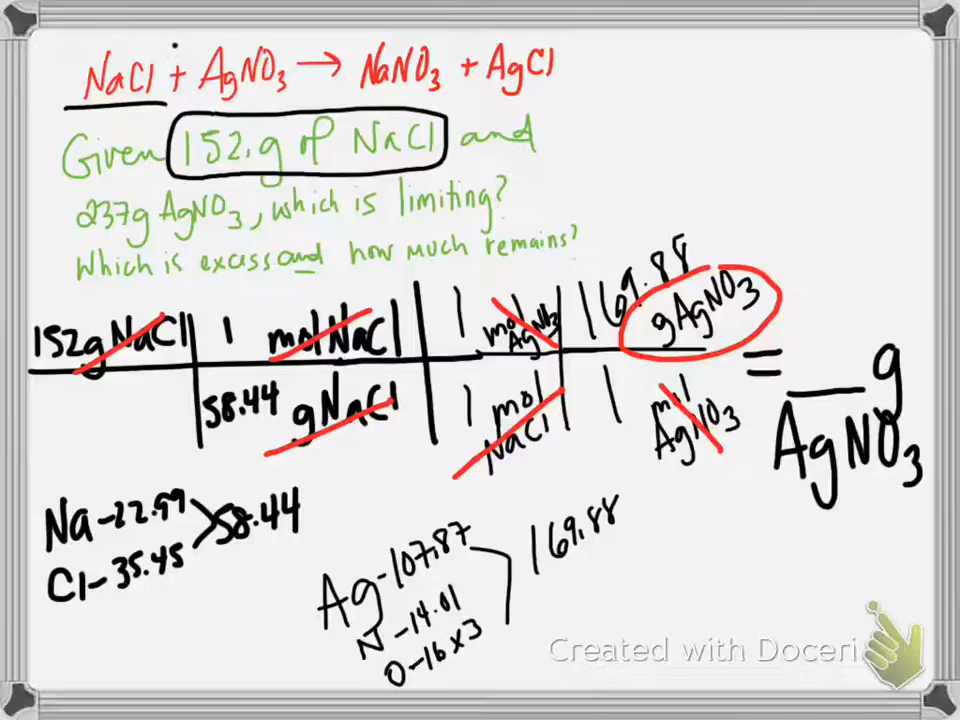 NaCl + AgNO3 → NaNO3 + AgCl
Given 152.g of NaCl and
237g AgNO3, which is limiting?
Which is excess and how much remains?
152g NaCl | 1 mol NaCl | 1 mol AgNO3 | 169.88 g AgNO3
58.44 g NaCl | 1 mol NaCl | 1 mol AgNO3
= __ g AgNO3
Na - 22.99
Cl - 35.45
58.44
Ag - 107.87
N - 14.01
O - 16 x 3
169.88
Created with Doceri